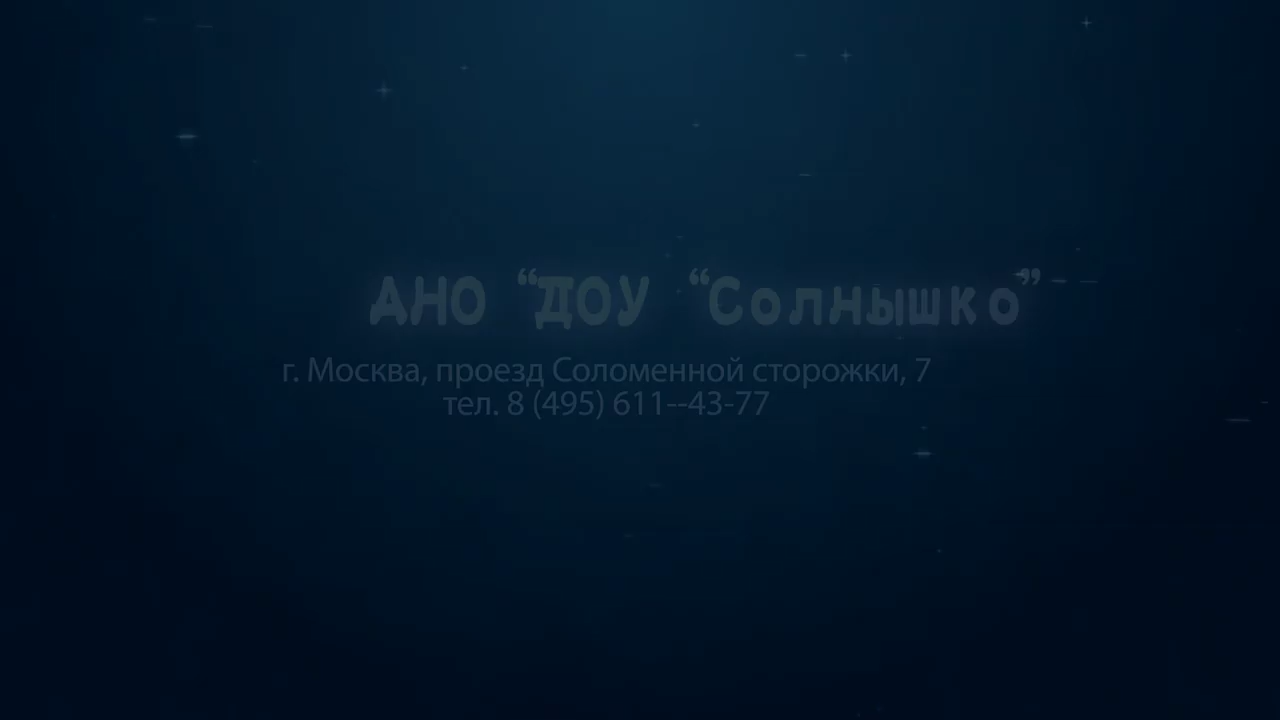 АНО “ДОУ “Солнышко”
г. Москва, проезд Соломенной сторожки, 7
тел. 8 (495) 611--43-77